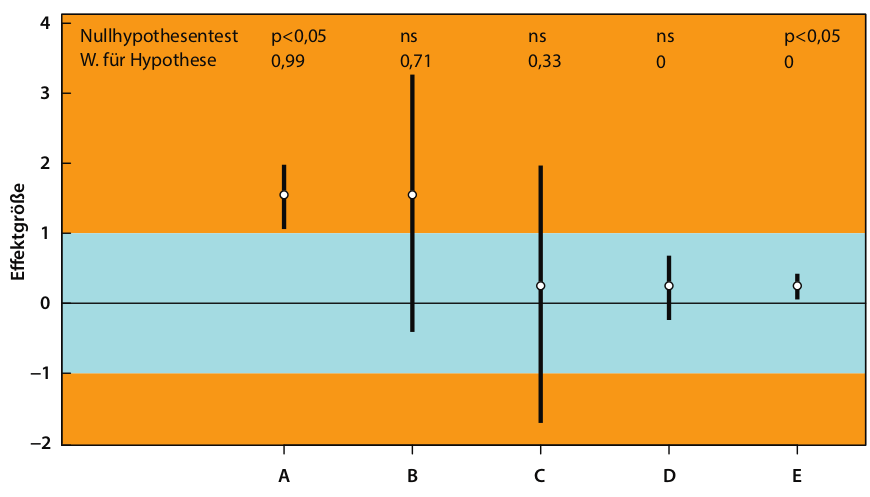 4
Nullhypothesentest p<0,05 ns ns ns p<0,05
W. für Hypothese 0,99 0,71 0,33 0 0
3
2
1
0
−1
−2
Effektgröße
A B C D E